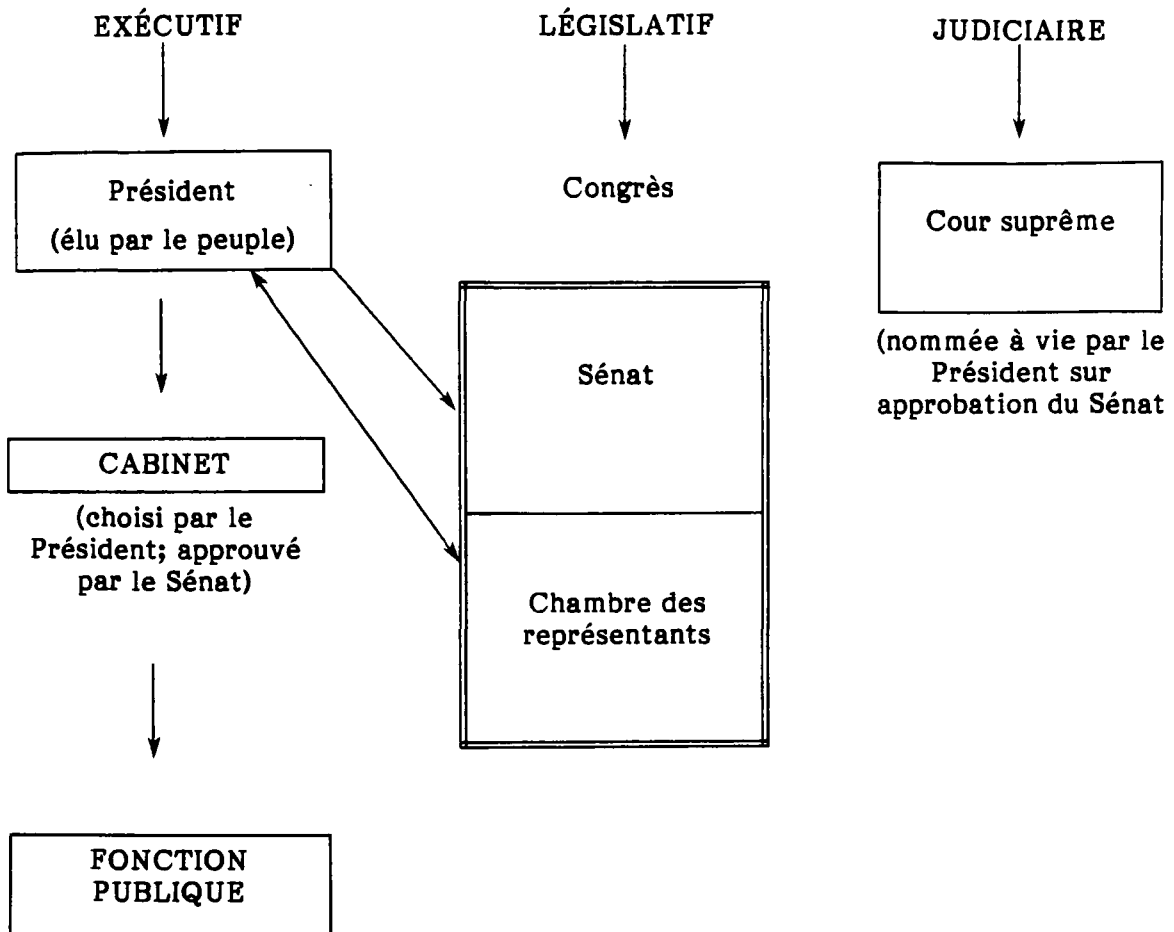 EXÉCUTIF
LÉGISLATIF
JUDICIAIRE
Président
(élu par le peuple)
Congrès
Cour suprême
(nommée à vie par le
Président sur
approbation du Sénat
Sénat
CABINET
(choisi par le
Président; approuvé
par le Sénat)
Chambre des
représentants
FONCTION
PUBLIQUE